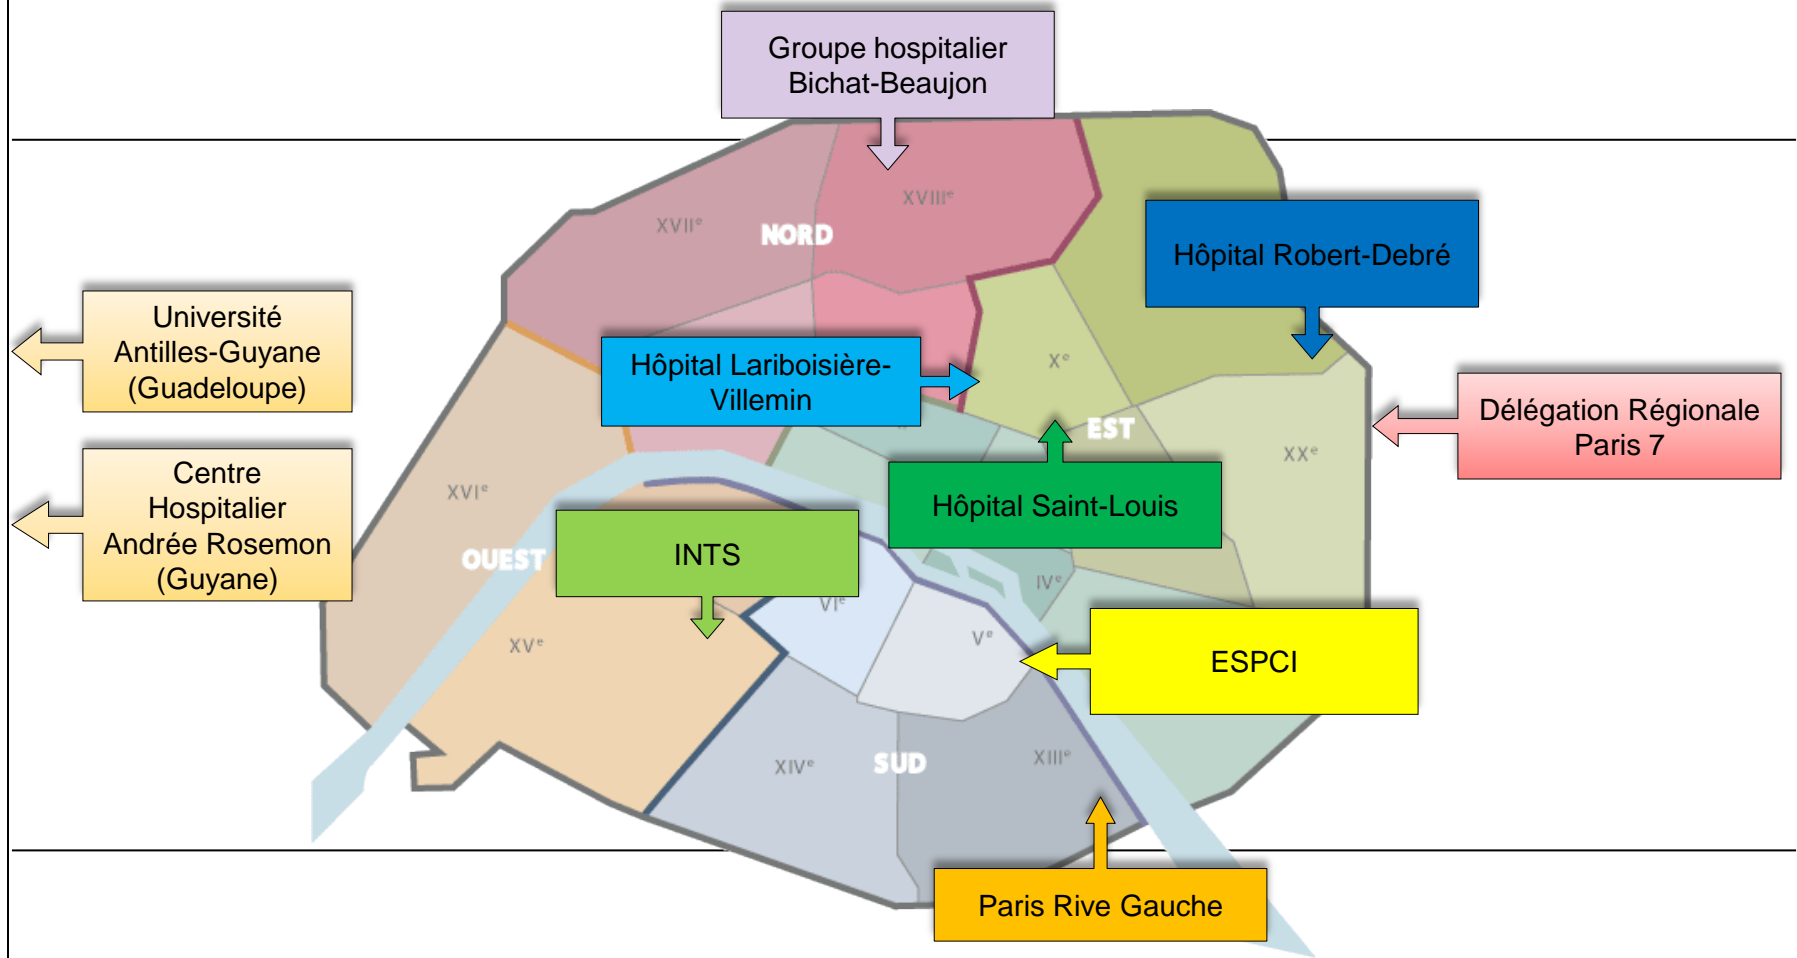 Groupe hospitalier
Bichat-Beaujon
XVIIIᵉ
XVIIᵉ
NORD
Hôpital Robert-Debré
Université
Antilles-Guyane
(Guadeloupe)
Hôpital Lariboisière-
Villemin
Xᵉ
Délégation Régionale
Paris 7
EST
XXᵉ
Centre
Hospitalier
Andrée Rosemon
(Guyane)
XVIᵉ
Hôpital Saint-Louis
OUEST
INTS
IVᵉ
VIᵉ
Vᵉ
XVᵉ
ESPCI
XIVᵉ
SUD
XIIIᵉ
Paris Rive Gauche